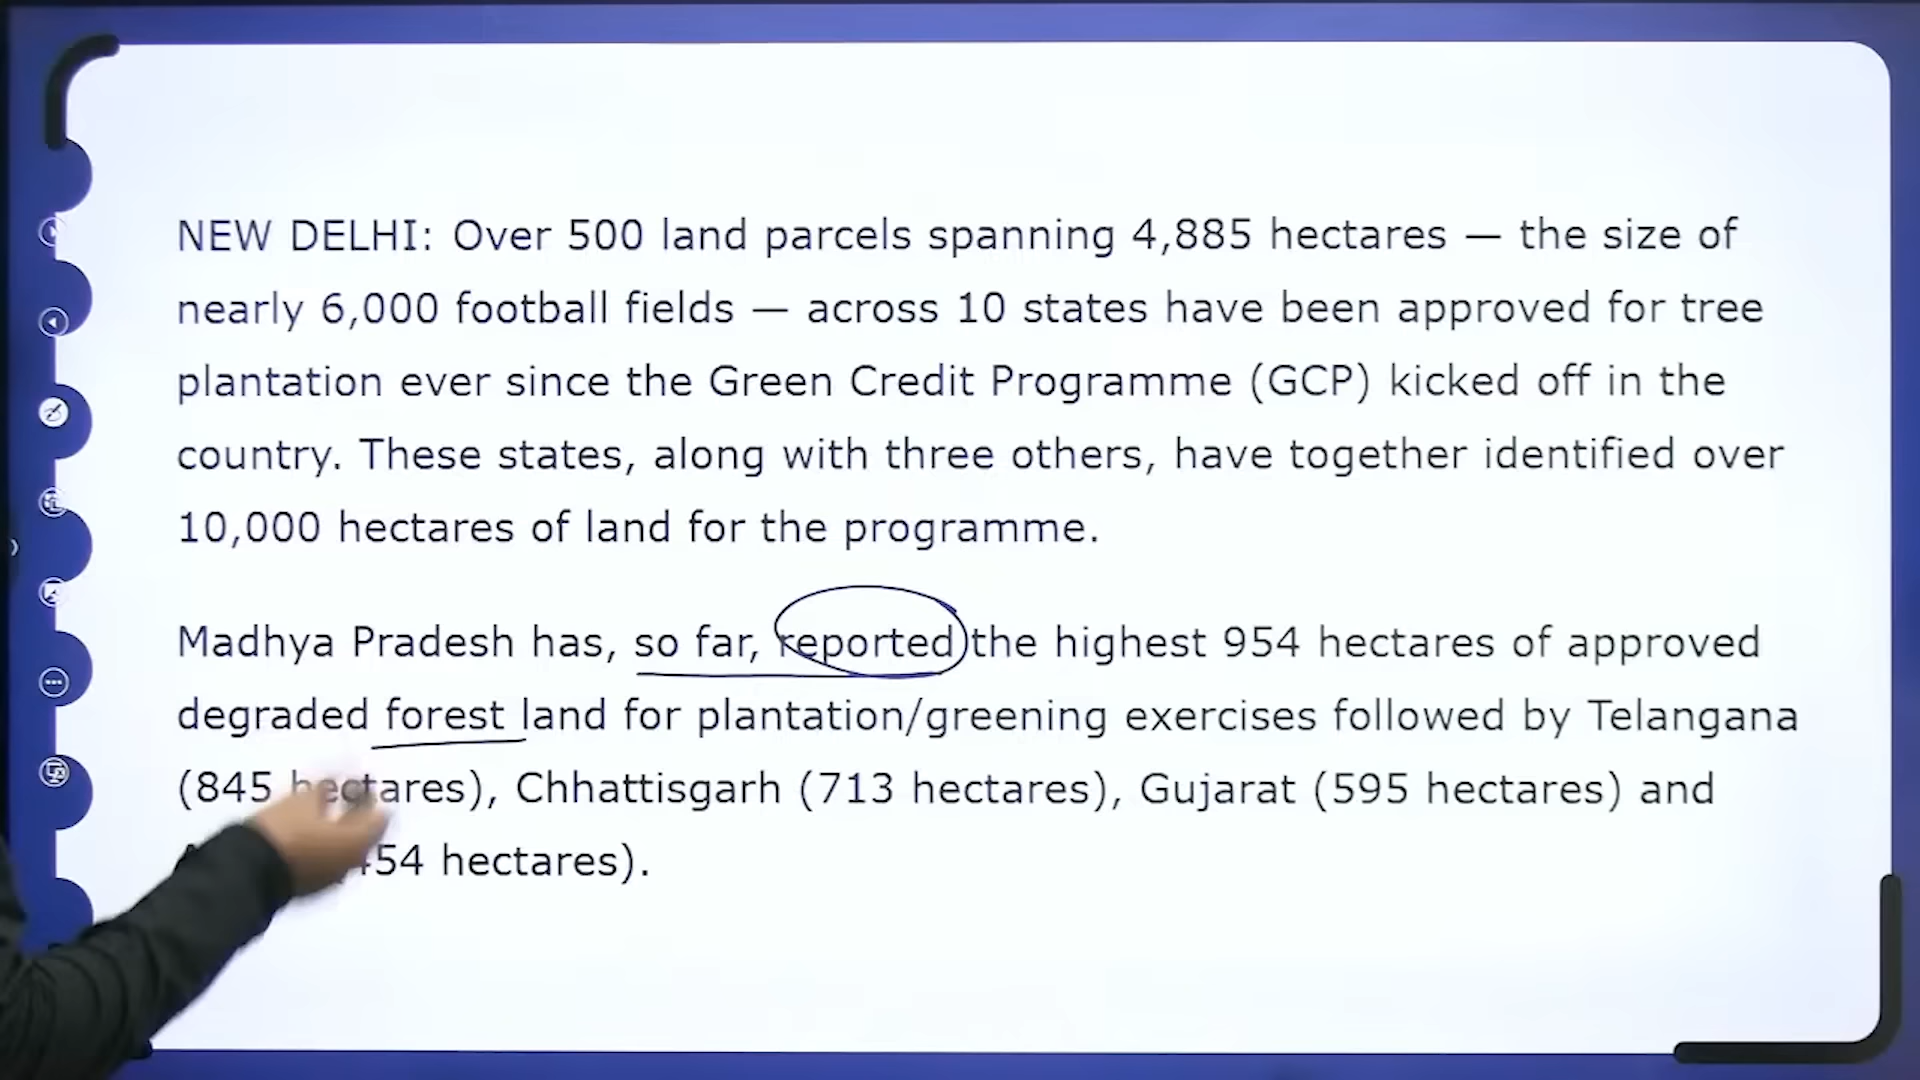 NEW DELHI: Over 500 land parcels spanning 4,885 hectares — the size of
nearly 6,000 football fields — across 10 states have been approved for tree
plantation ever since the Green Credit Programme (GCP) kicked off in the
country. These states, along with three others, have together identified over
10,000 hectares of land for the programme.
Madhya Pradesh has, so far, reported the highest 954 hectares of approved
degraded forest land for plantation/greening exercises followed by Telangana
(845 hectares), Chhattisgarh (713 hectares), Gujarat (595 hectares) and
hectares).